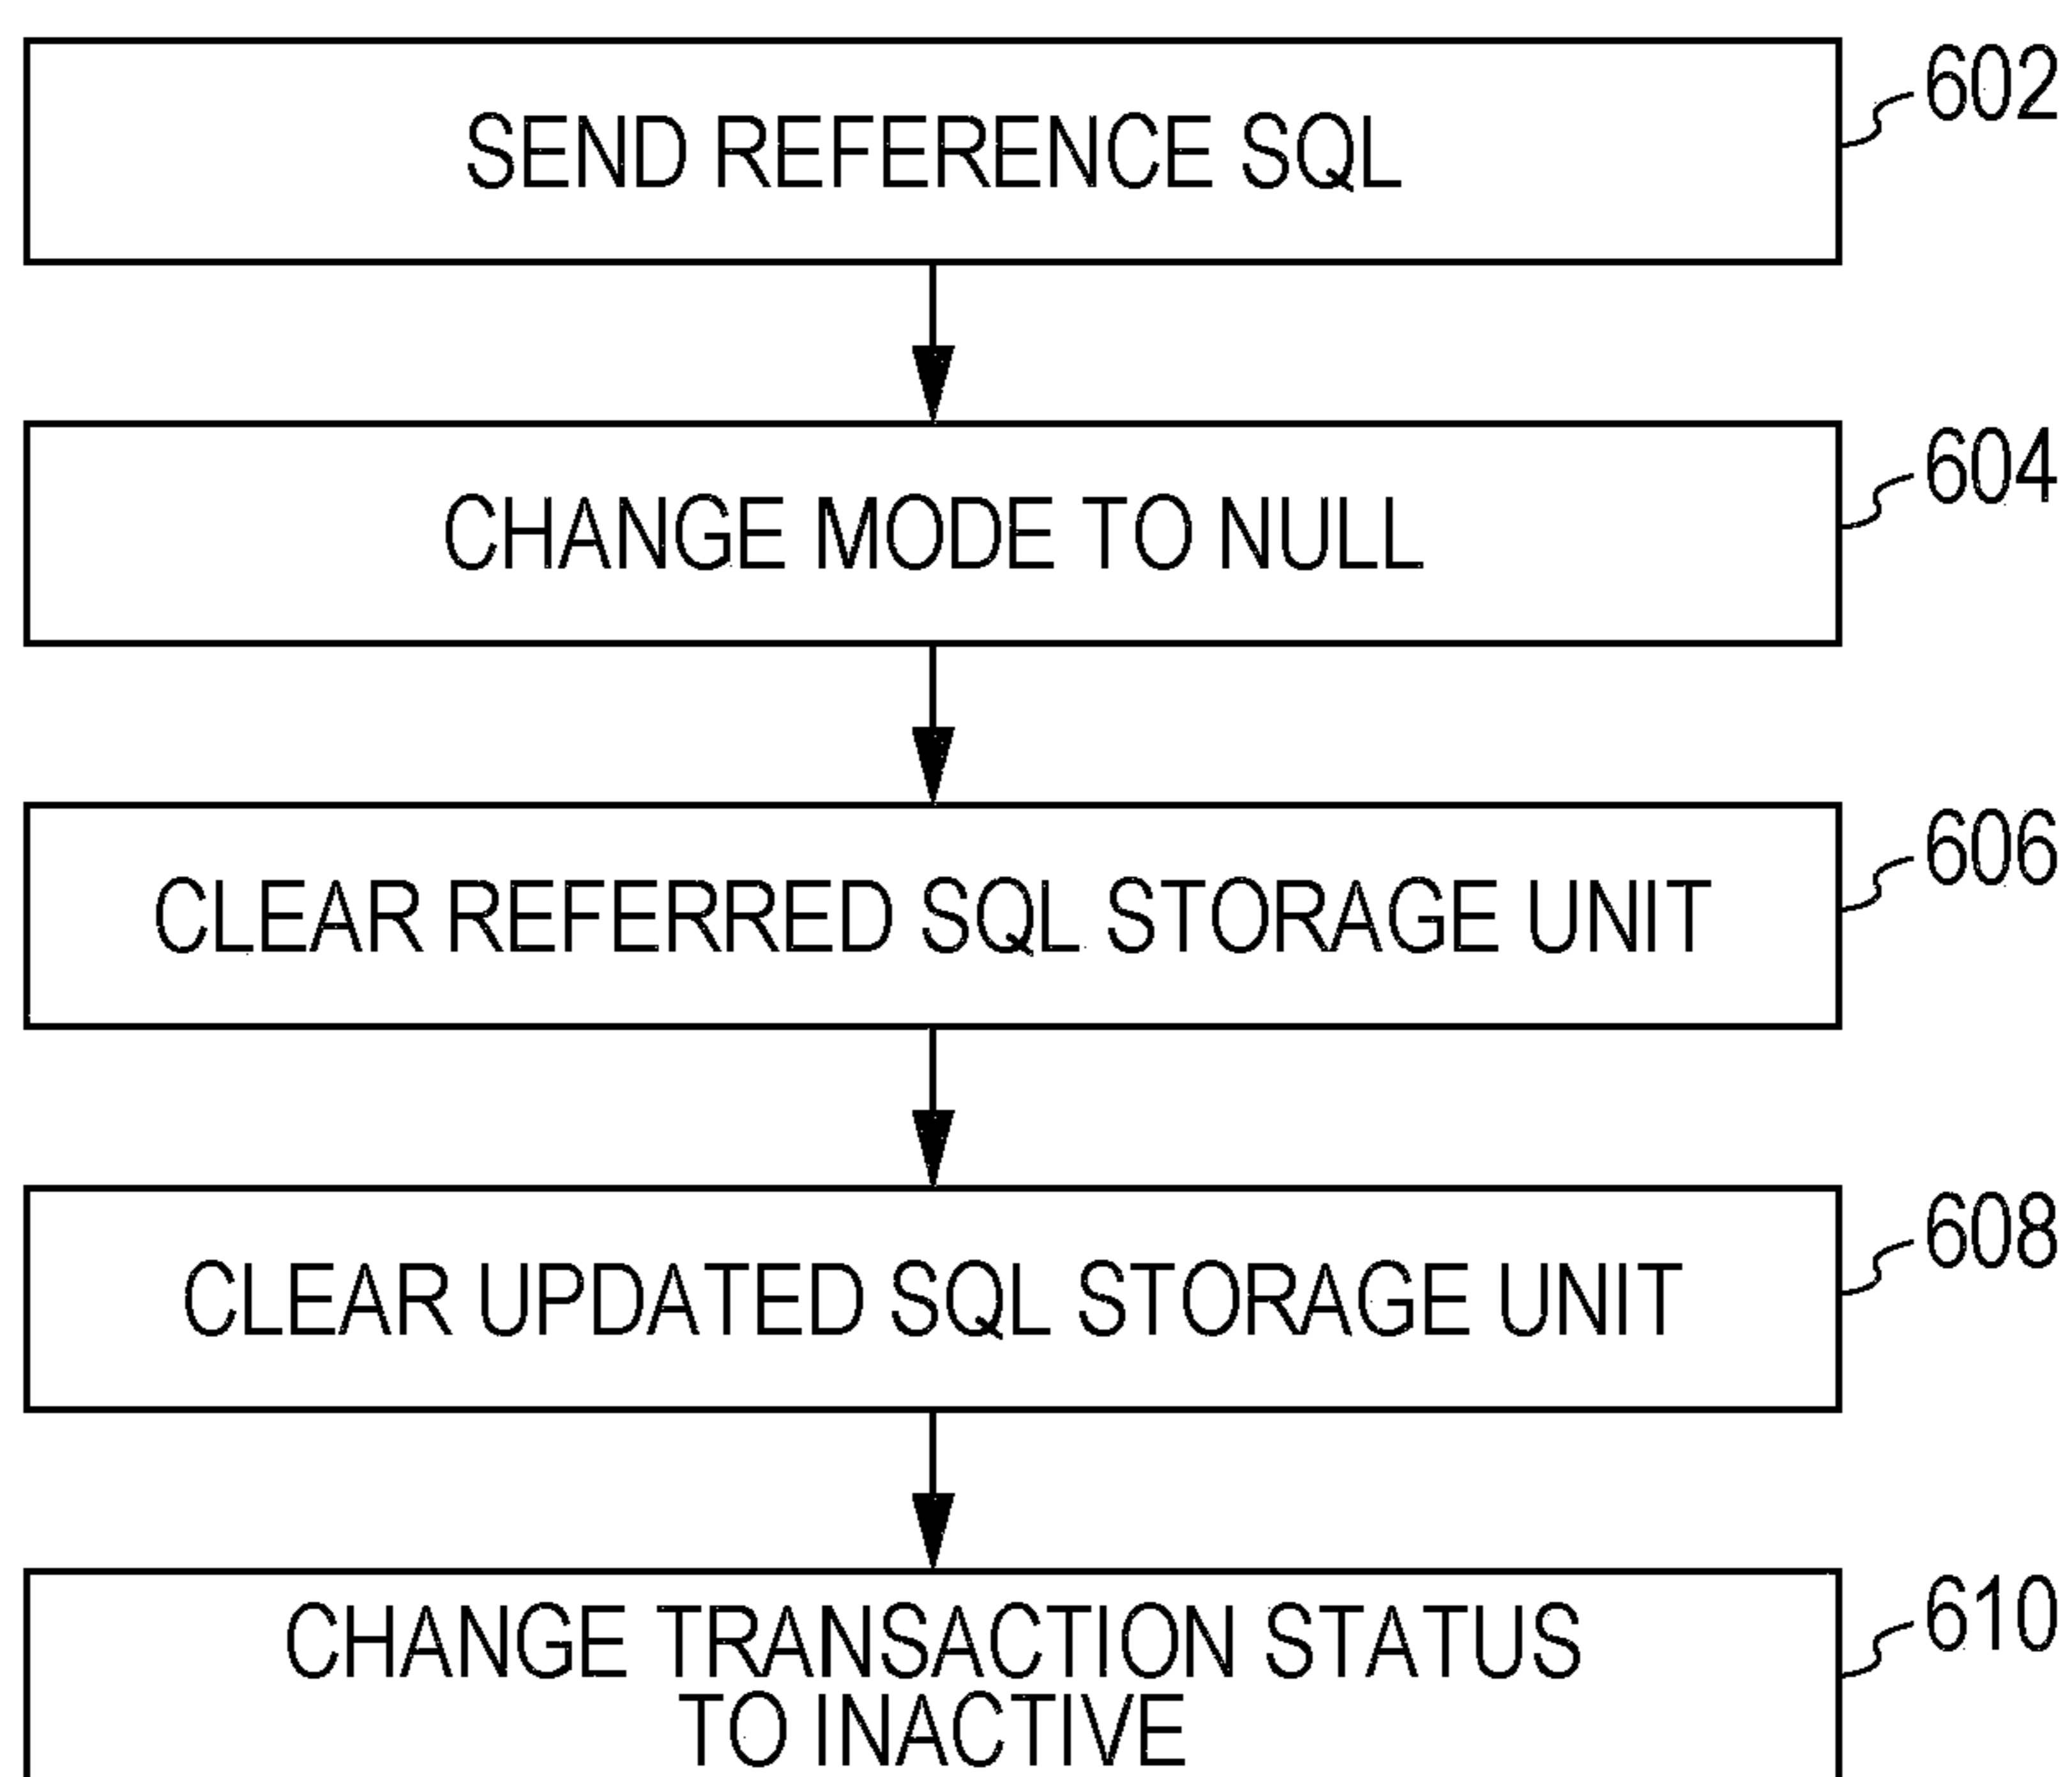 SEND REFERENCE SQL
602
CHANGE MODE TO NULL
604
CLEAR REFERRED SQL STORAGE UNIT
606
CLEAR UPDATED SQL STORAGE UNIT
608
CHANGE TRANSACTION STATUS
TO INACTIVE
610